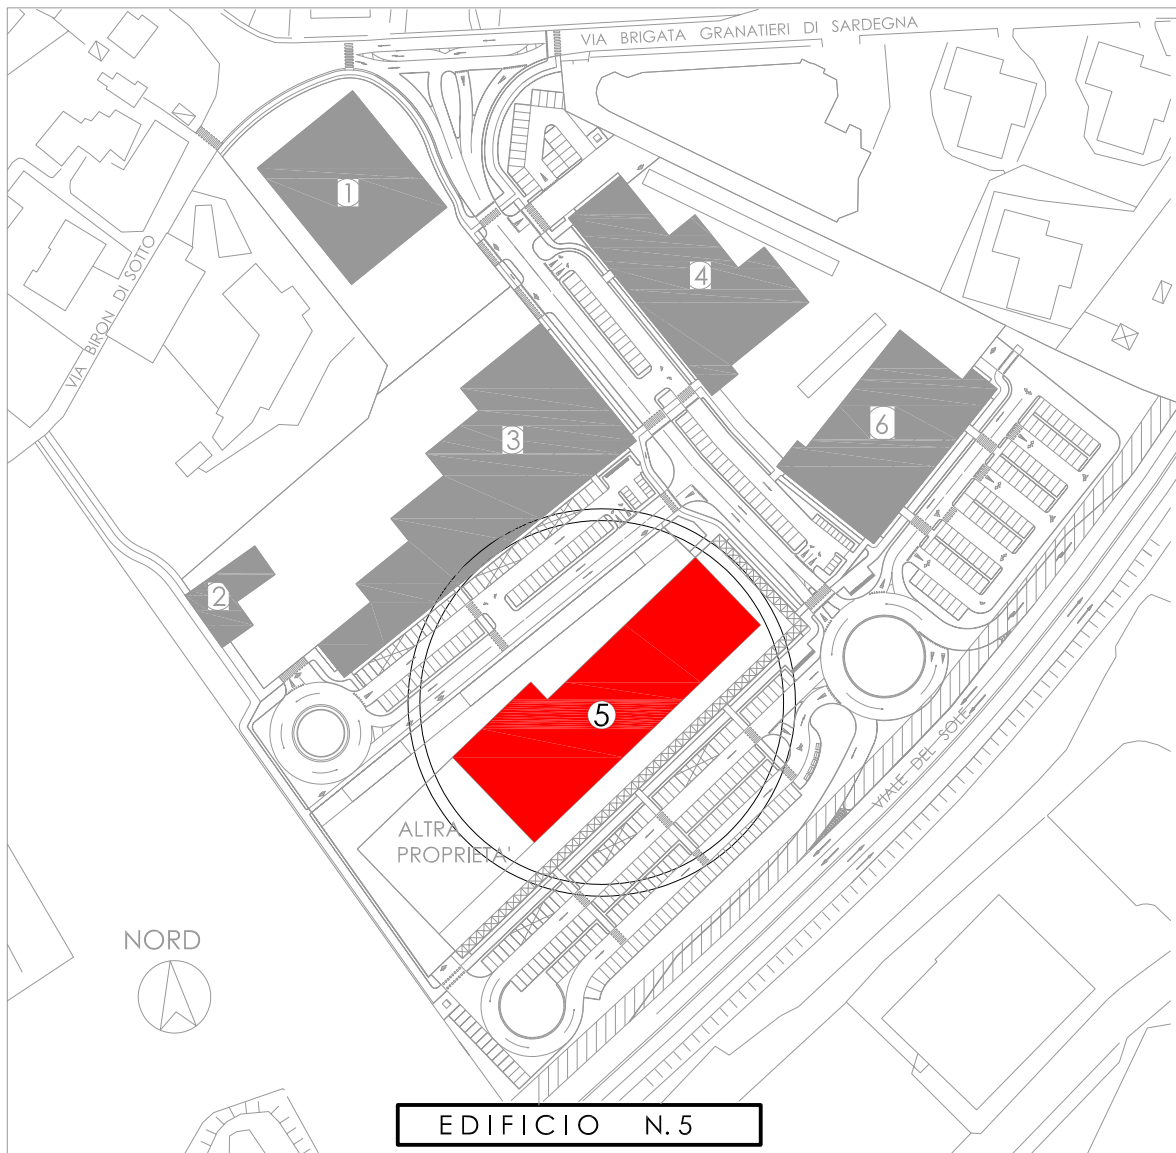 VIA BRIGATA GRANATIERI DI SARDEGNA
1
4
VIA BIRON DI SOTTO
3
6
2
5
VIALE DEL SOLE
ALTRA
PROPRIETA'
NORD
EDIFICIO N.5